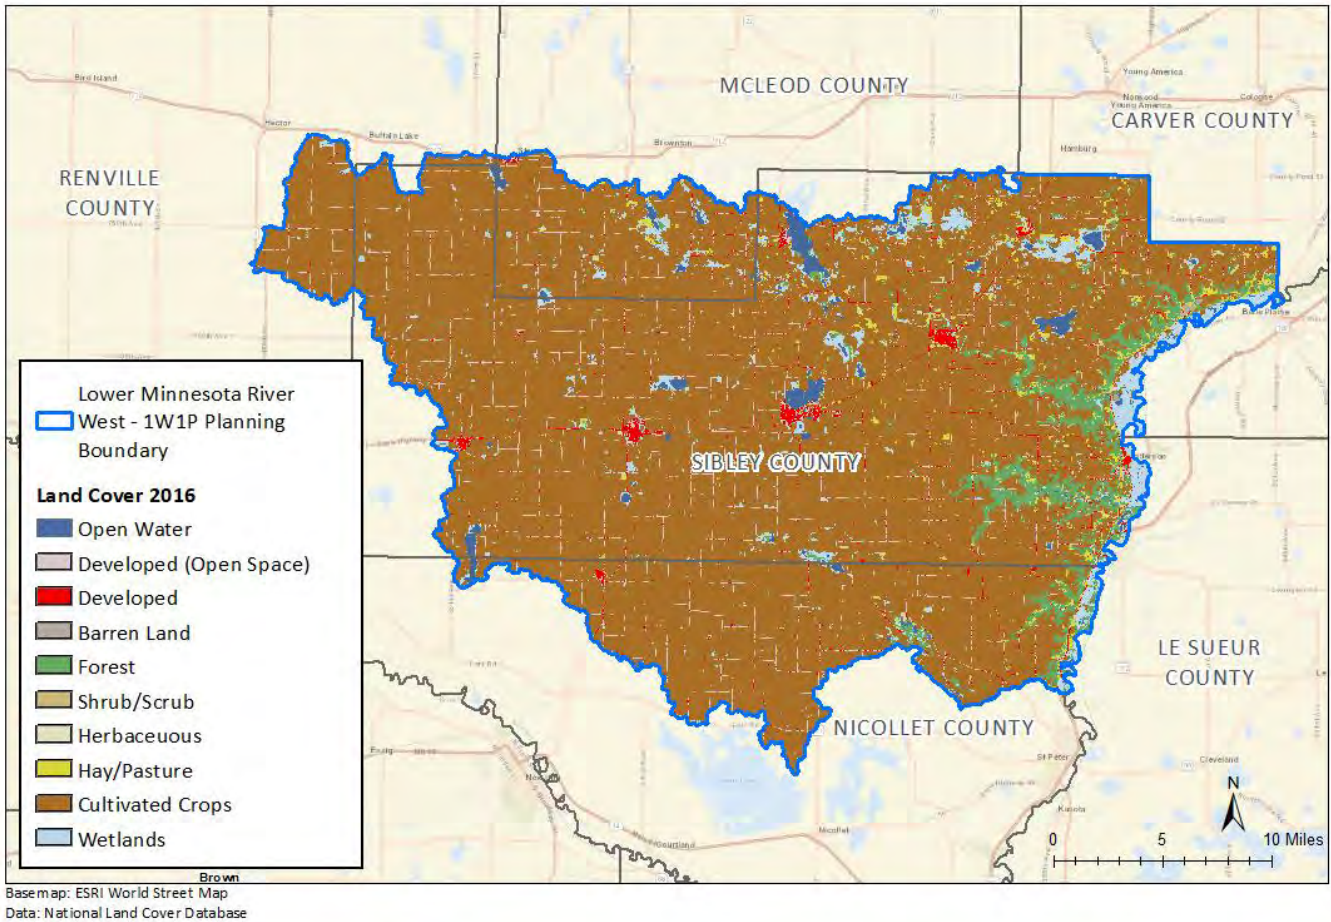 MCLEOD COUNTY
Young America
Norwood
Young America
Cologne
CARVER COUNTY
Bird Island
Hector
Buffalo Lake
Brownton
Hamburg
RENVILLE
COUNTY
Belle Plaine
SIBLEY COUNTY
LE SUEUR
COUNTY
NICOLLET COUNTY
St Peter
Cleveland
Kasota
Nicollet
Courtland
Lower Minnesota River
West - 1W1P Planning
Boundary
Land Cover 2016
Open Water
Developed (Open Space)
Developed
Barren Land
Forest
Shrub/Scrub
Herbaceuous
Hay/Pasture
Cultivated Crops
Wetlands
Brown
N
0 5 10 Miles
Basemap: ESRI World Street Map
Data: National Land Cover Database